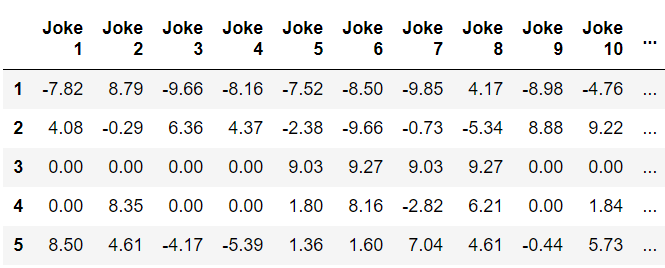 Joke 1 Joke 2 Joke 3 Joke 4 Joke 5 Joke 6 Joke 7 Joke 8 Joke 9 Joke 10 ...
1 -7.82 8.79 -9.66 -8.16 -7.52 -8.50 -9.85 4.17 -8.98 -4.76 ...
2 4.08 -0.29 6.36 4.37 -2.38 -9.66 -0.73 -5.34 8.88 9.22 ...
3 0.00 0.00 0.00 0.00 9.03 9.27 9.03 9.27 0.00 0.00 ...
4 0.00 8.35 0.00 0.00 1.80 8.16 -2.82 6.21 0.00 1.84 ...
5 8.50 4.61 -4.17 -5.39 1.36 1.60 7.04 4.61 -0.44 5.73 ...